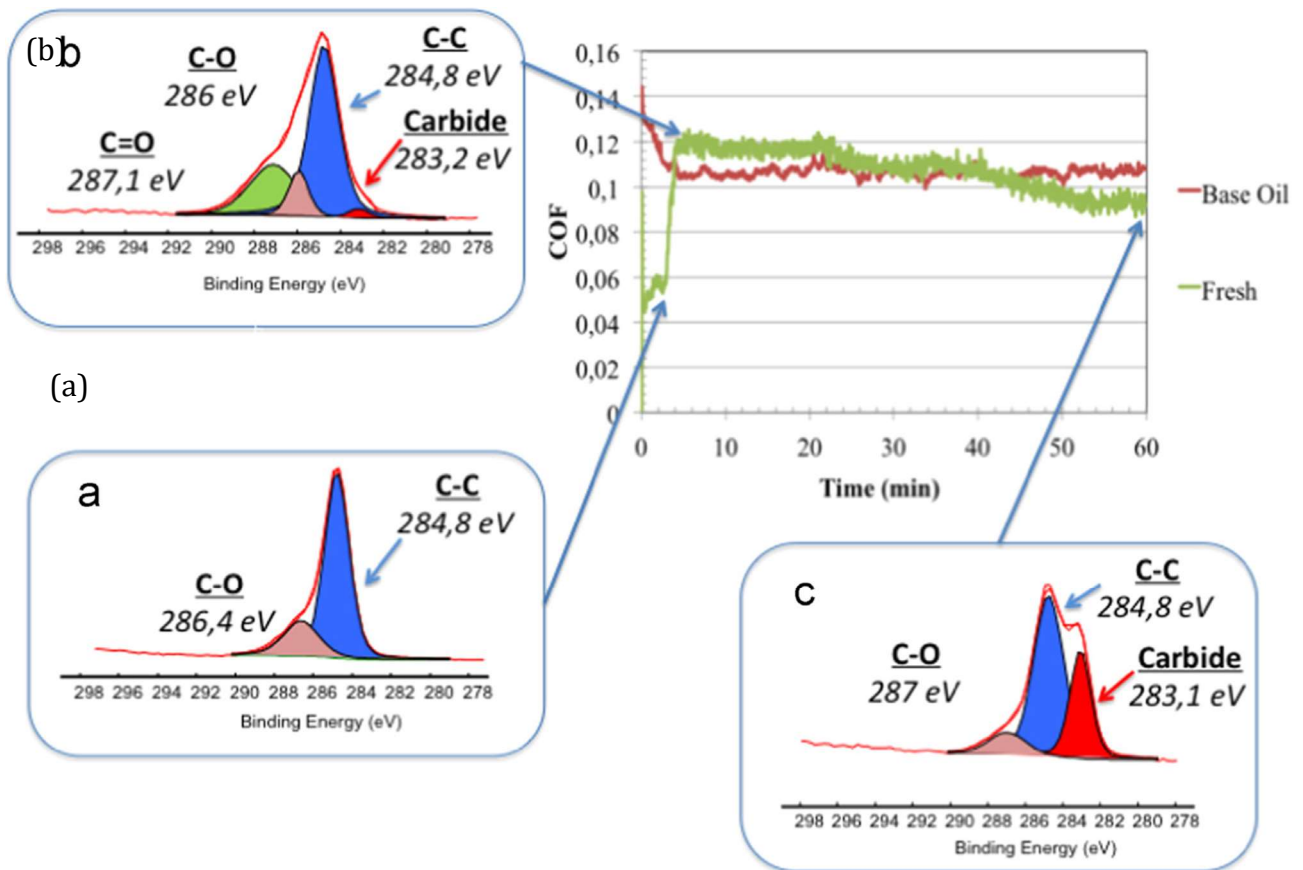 (b)
b
C-O
286 eV
C-C
284,8 eV
Carbide
283,2 eV
C=O
287,1 eV
298 296 294 292 290 288 286 284 282 280 278
Binding Energy (eV)
0,16
0,14
0,12
0,1
0,08
0,06
0,04
0,02
0
COF
0 10 20 30 40 50 60
Time (min)
Base Oil
Fresh
(a)
a
C-C
284,8 eV
C-O
286,4 eV
298 296 294 292 290 288 286 284 282 280 278
Binding Energy (eV)
c
C-C
284,8 eV
C-O
287 eV
Carbide
283,1 eV
298 296 294 292 290 288 286 284 282 280 278
Binding Energy (eV)